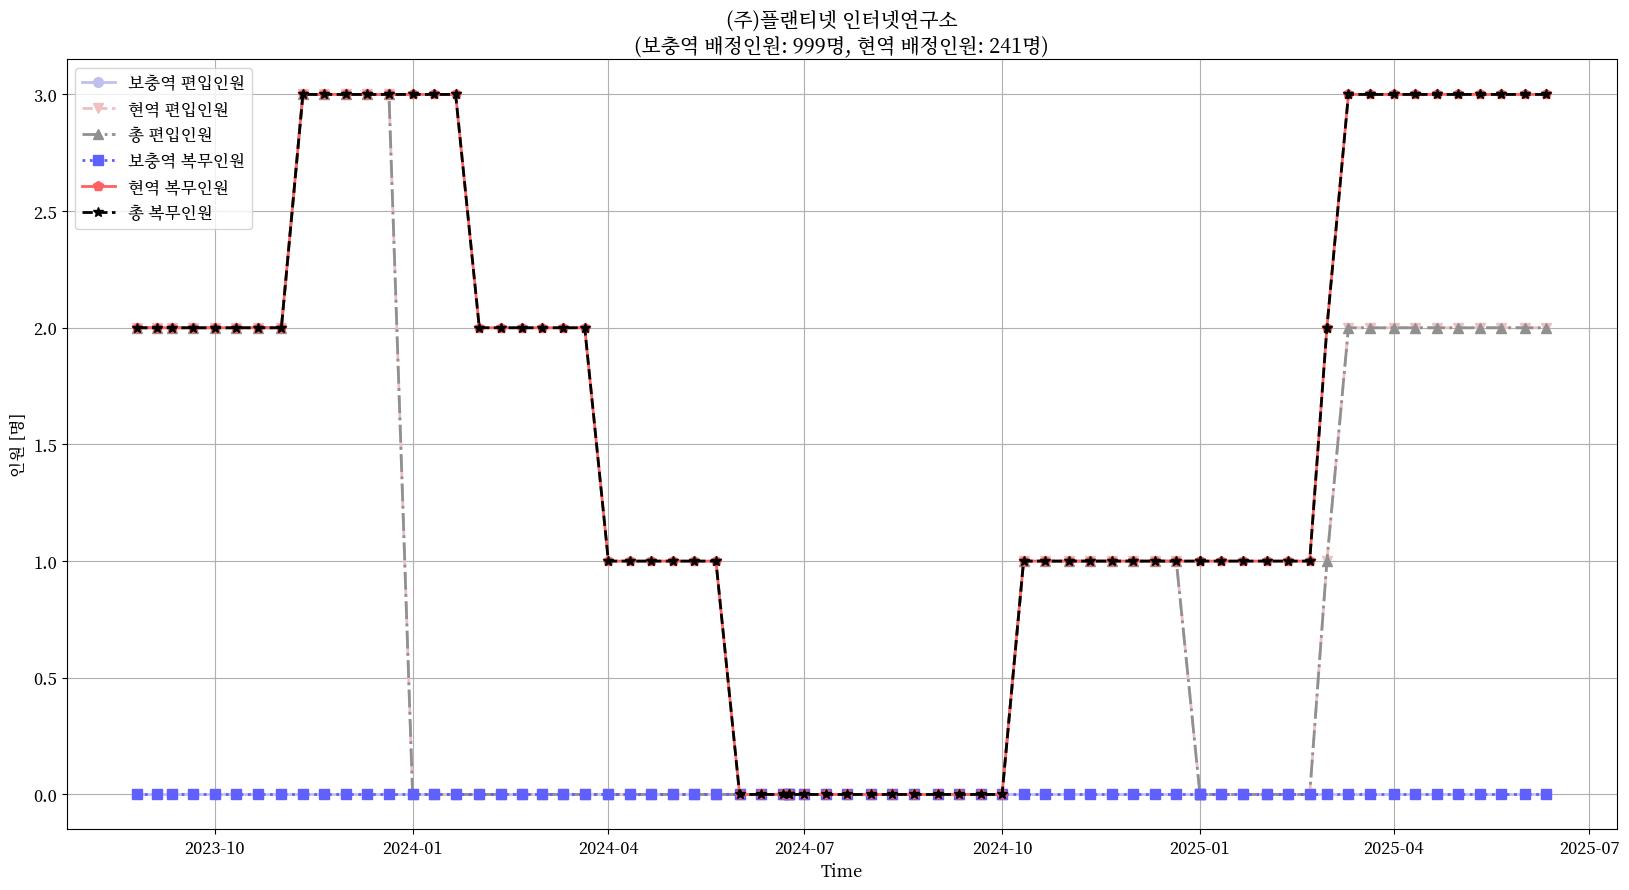 (주)플랜티넷 인터넷연구소
(보충역 배정인원: 999명, 현역 배정인원: 241명)
보충역 편입인원
현역 편입인원
총 편입인원
보충역 복무인원
현역 복무인원
총 복무인원
3.0
2.5
2.0
1.5
1.0
0.5
0.0
인원 [명]
2023-10
2024-01
2024-04
2024-07
2024-10
2025-01
2025-04
2025-07
Time